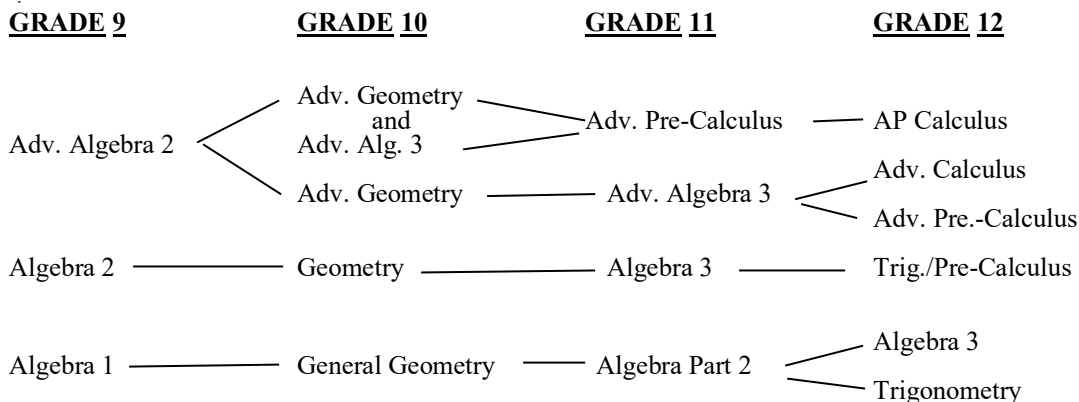 GRADE 9 GRADE 10 GRADE 11 GRADE 12
Adv. Geometry
and
Adv. Alg. 3
Adv. Algebra 2
Adv. Pre-Calculus
AP Calculus
Adv. Geometry
Adv. Algebra 3
Adv. Calculus
Adv. Pre.-Calculus
Algebra 2 Geometry Algebra 3 Trig./Pre-Calculus
Algebra 1 General Geometry Algebra Part 2
Algebra 3
Trigonometry